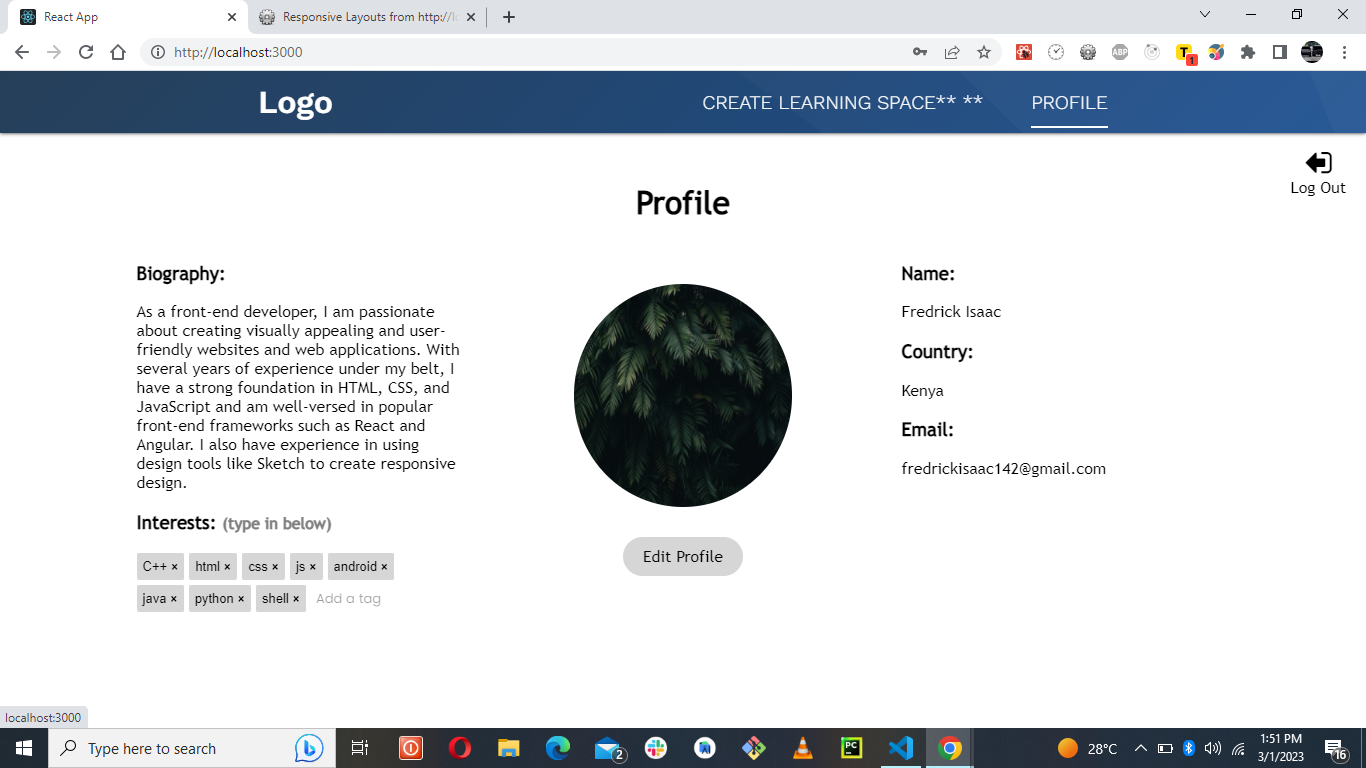 React App
Responsive Layouts from http://lo
http://localhost:3000
ABP
T
1
Logo
CREATE LEARNING SPACE** **
PROFILE
Log Out
Profile
Biography:
As a front-end developer, I am passionate
about creating visually appealing and user-
friendly websites and web applications. With
several years of experience under my belt, I
have a strong foundation in HTML, CSS, and
JavaScript and am well-versed in popular
front-end frameworks such as React and
Angular. I also have experience in using
design tools like Sketch to create responsive
design.
Interests: (type in below)
C++ × html × css × js × android ×
java × python × shell × Add a tag
Edit Profile
Name:
Fredrick Isaac
Country:
Kenya
Email:
fredrickisaac142@gmail.com
localhost:3000
Type here to search
2
PC
28°C
1:51 PM
3/1/2023
16